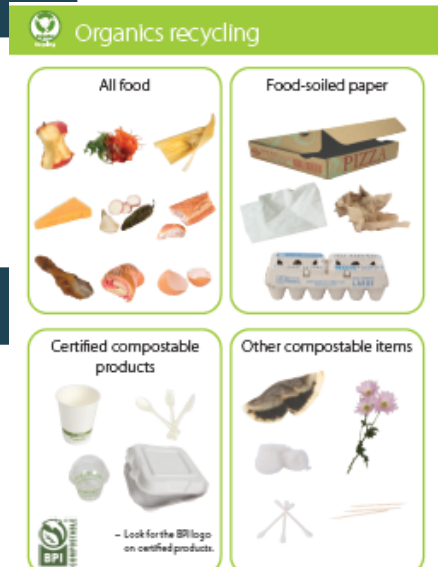 Organics recycling
All food
Food-soiled paper
PIZZA
Certified compostable
products
Other compostable items
BPI
COMPOSTABLE
– Look for the BPI logo
on certified products.